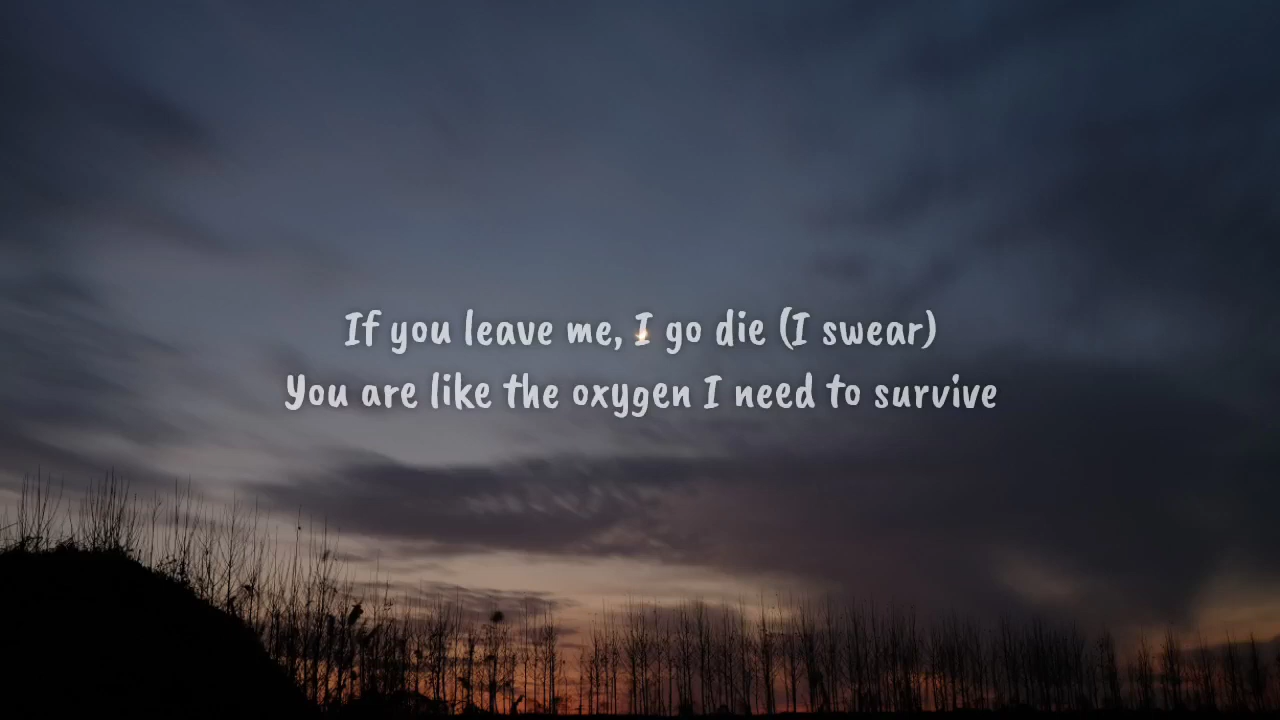 If you leave me, I go die (I swear)
You are like the oxygen I need to survive